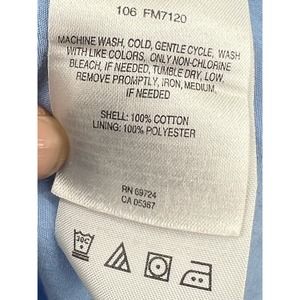 106 FM7120
MACHINE WASH, COLD, GENTLE CYCLE, WASH
WITH LIKE COLORS, ONLY NON-CHLORINE
BLEACH, IF NEEDED, TUMBLE DRY, LOW,
REMOVE PROMPTLY, IRON, MEDIUM,
IF NEEDED
SHELL: 100% COTTON
LINING: 100% POLYESTER
RN 69724
CA 05367
30C